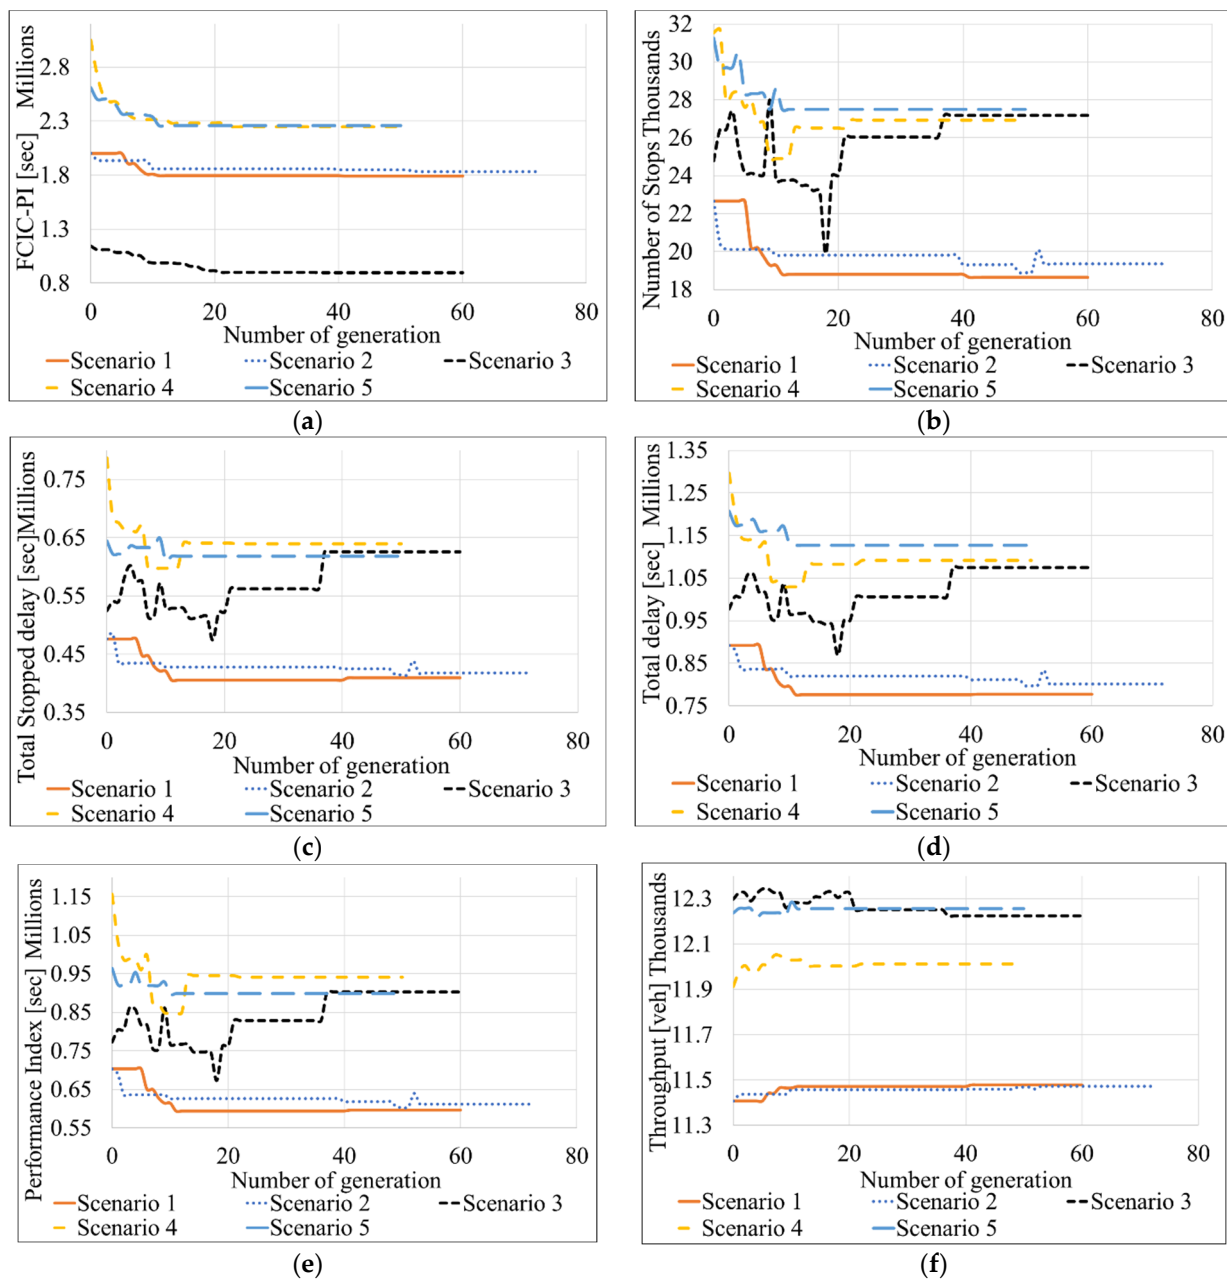 FCIC-PI [sec] Millions
2.8
2.3
1.8
1.3
0.8
0 20 40 60 80
Number of generation
Scenario 1 Scenario 2 Scenario 3
Scenario 4 Scenario 5
(a)
Number of Stops Thousands
32
30
28
26
24
22
20
18
0 20 40 60 80
Number of generation
Scenario 1 Scenario 2 Scenario 3
Scenario 4 Scenario 5
(b)
Total Stopped delay [sec]Millions
0.75
0.65
0.55
0.45
0.35
0 20 40 60 80
Number of generation
Scenario 1 Scenario 2 Scenario 3
Scenario 4 Scenario 5
(c)
Total delay [sec] Millions
1.35
1.25
1.15
1.05
0.95
0.85
0.75
0 20 40 60 80
Number of generation
Scenario 1 Scenario 2 Scenario 3
Scenario 4 Scenario 5
(d)
Performance Index [sec] Millions
1.15
1.05
0.95
0.85
0.75
0.65
0.55
0 20 40 60 80
Number of generation
Scenario 1 Scenario 2 Scenario 3
Scenario 4 Scenario 5
(e)
Throughput [veh] Thousands
12.3
12.1
11.9
11.7
11.5
11.3
0 20 40 60 80
Number of generation
Scenario 1 Scenario 2 Scenario 3
Scenario 4 Scenario 5
(f)